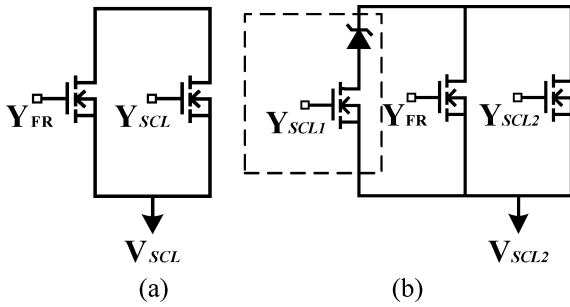 Y_FR Y_SCL Y_SCL1 Y_FR Y_SCL2
V_SCL V_SCL2
(a) (b)